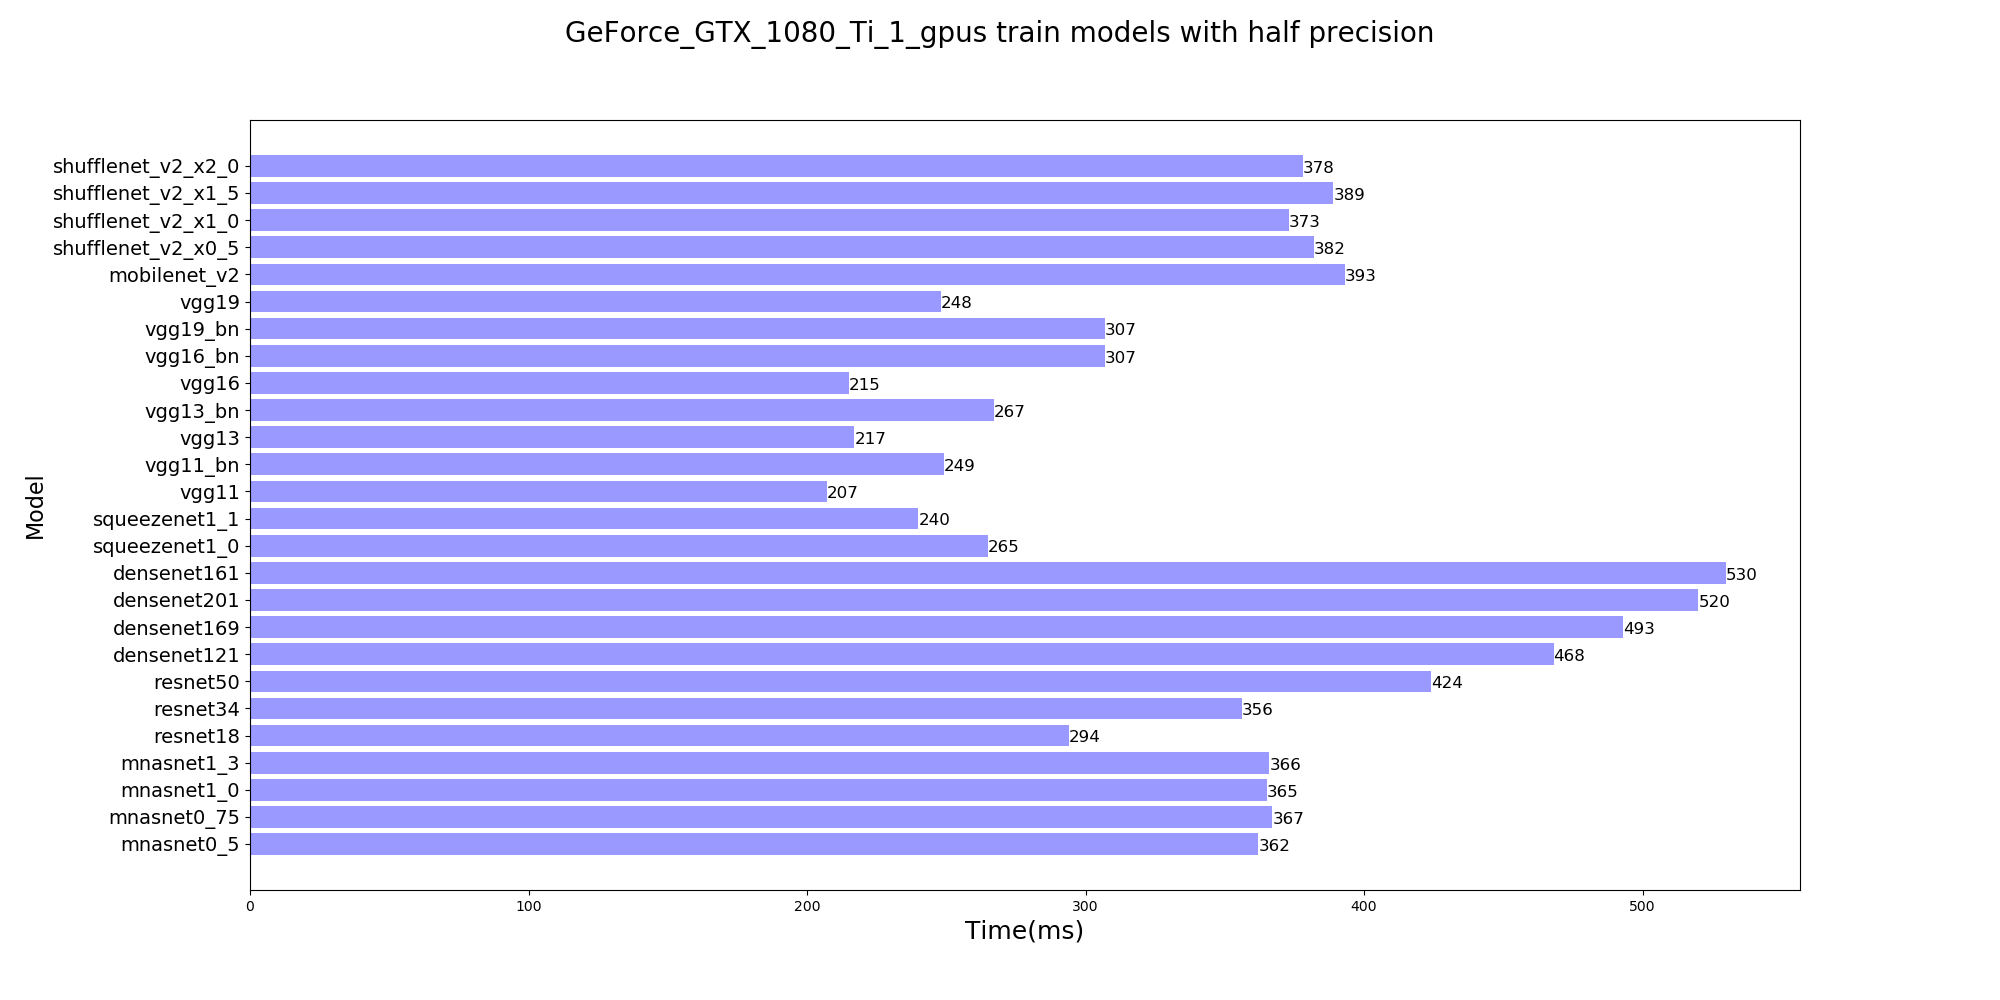 GeForce_GTX_1080_Ti_1_gpus train models with half precision
Model
shufflenet_v2_x2_0 378
shufflenet_v2_x1_5 389
shufflenet_v2_x1_0 373
shufflenet_v2_x0_5 382
mobilenet_v2 393
vgg19 248
vgg19_bn 307
vgg16_bn 307
vgg16 215
vgg13_bn 267
vgg13 217
vgg11_bn 249
vgg11 207
squeezenet1_1 240
squeezenet1_0 265
densenet161 530
densenet201 520
densenet169 493
densenet121 468
resnet50 424
resnet34 356
resnet18 294
mnasnet1_3 366
mnasnet1_0 365
mnasnet0_75 367
mnasnet0_5 362
0 100 200 300 400 500
Time(ms)